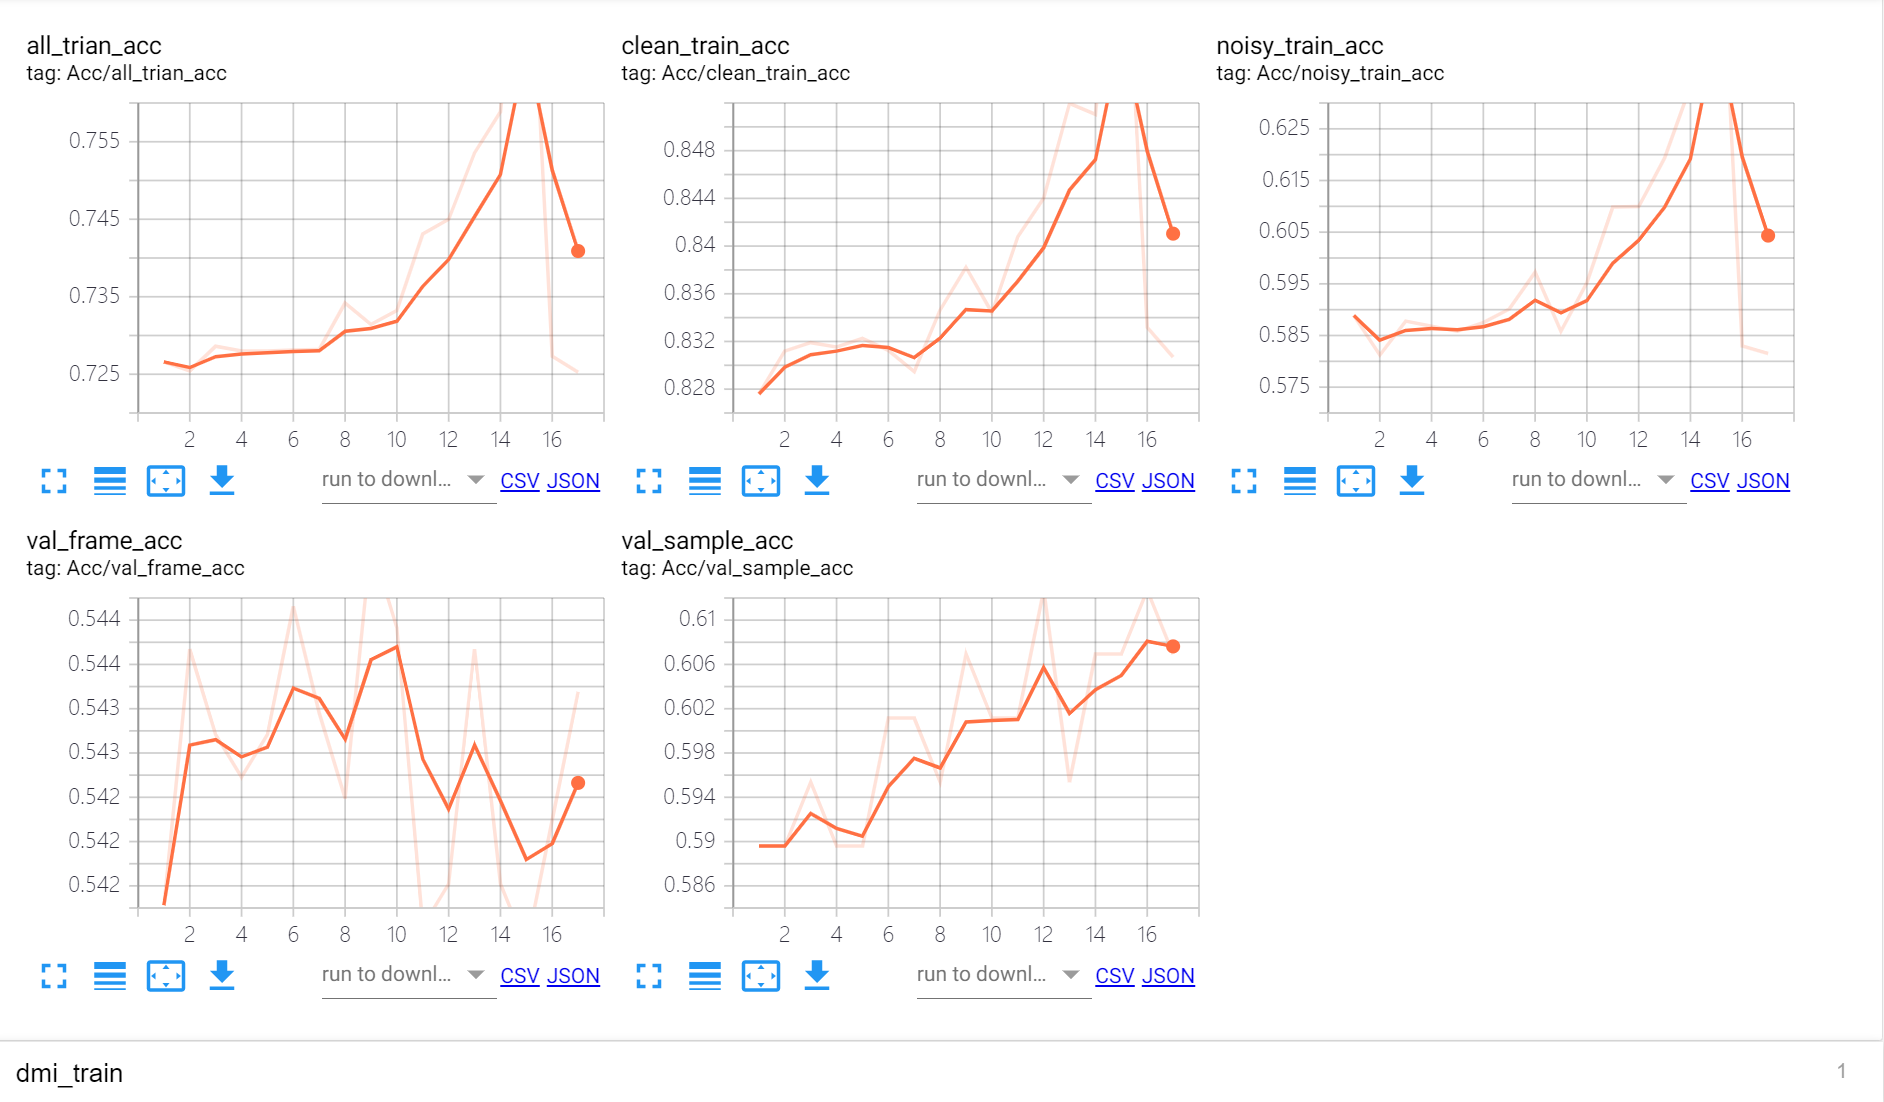 all_trian_acc
tag: Acc/all_trian_acc
0.755
0.745
0.735
0.725
2 4 6 8 10 12 14 16
run to downl... CSV JSON
clean_train_acc
tag: Acc/clean_train_acc
0.848
0.844
0.84
0.836
0.832
0.828
2 4 6 8 10 12 14 16
run to downl... CSV JSON
noisy_train_acc
tag: Acc/noisy_train_acc
0.625
0.615
0.605
0.595
0.585
0.575
2 4 6 8 10 12 14 16
run to downl... CSV JSON
val_frame_acc
tag: Acc/val_frame_acc
0.544
0.544
0.543
0.543
0.542
0.542
0.542
2 4 6 8 10 12 14 16
run to downl... CSV JSON
val_sample_acc
tag: Acc/val_sample_acc
0.61
0.606
0.602
0.598
0.594
0.59
0.586
2 4 6 8 10 12 14 16
run to downl... CSV JSON
dmi_train 1